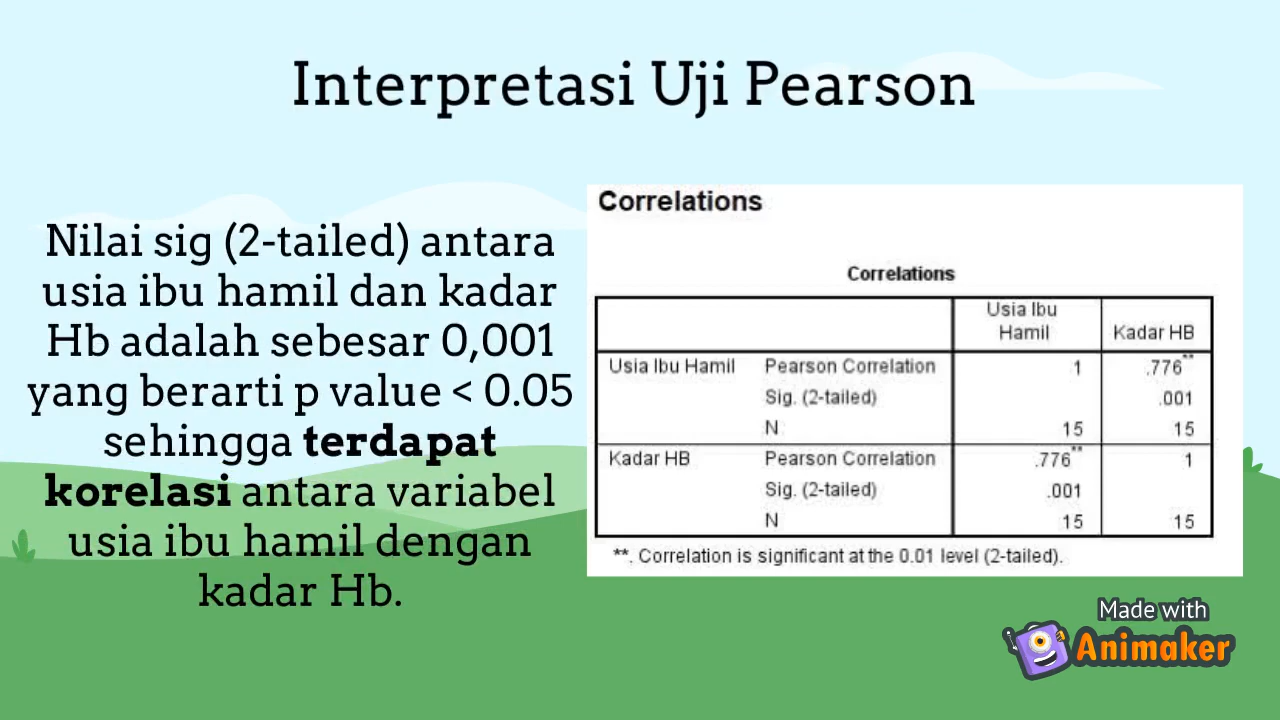 Interpretasi Uji Pearson
Nilai sig (2-tailed) antara
usia ibu hamil dan kadar
Hb adalah sebesar 0,001
yang berarti p value < 0.05
sehingga terdapat
korelasi antara variabel
usia ibu hamil dengan
kadar Hb.
Correlations
Correlations
Usia Ibu
Hamil Kadar HB
Usia Ibu Hamil Pearson Correlation 1 .776**
Sig. (2-tailed) .001
N 15 15
Kadar HB Pearson Correlation .776** 1
Sig. (2-tailed) .001
N 15 15
**. Correlation is significant at the 0.01 level (2-tailed).
Made with
Animaker